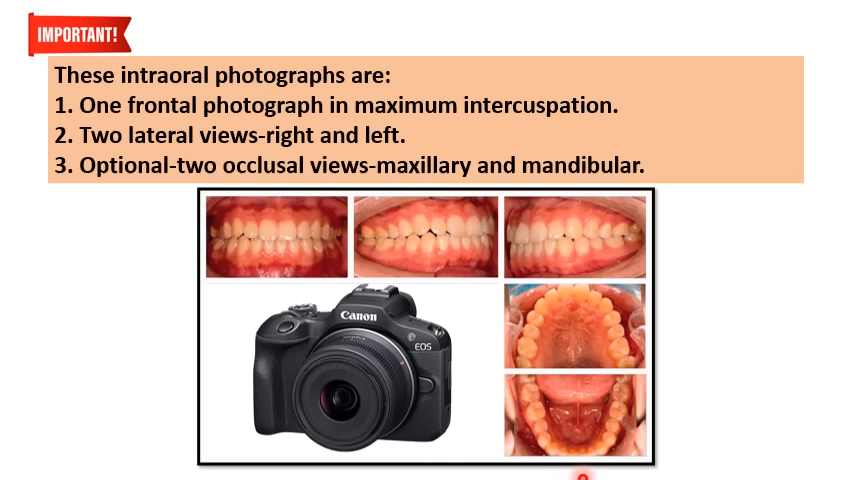 IMPORTANT!
These intraoral photographs are:
1. One frontal photograph in maximum intercuspation.
2. Two lateral views-right and left.
3. Optional-two occlusal views-maxillary and mandibular.
Canon
EOS